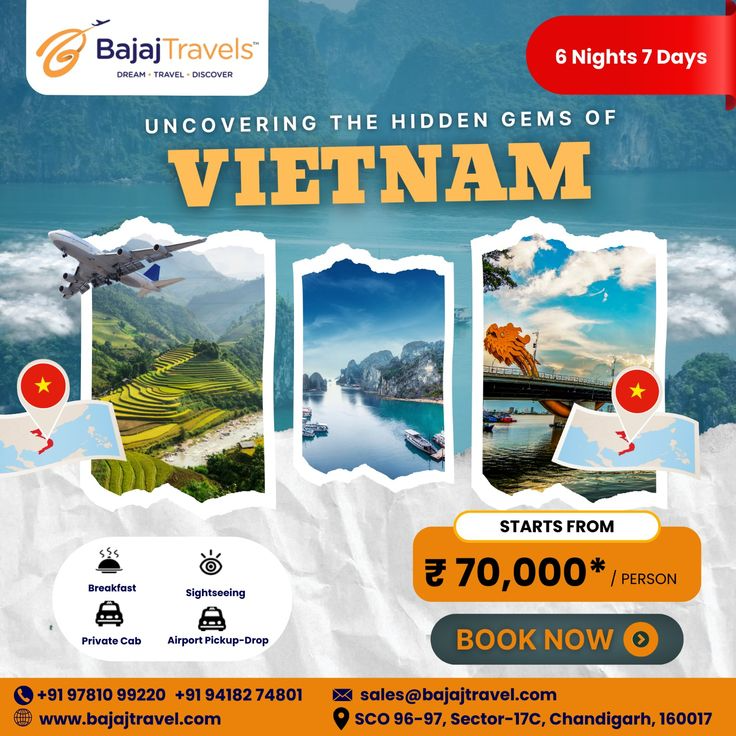 BajajTravels™
DREAM • TRAVEL • DISCOVER
6 Nights 7 Days
UNCOVERING THE HIDDEN GEMS OF
VIETNAM
STARTS FROM
₹ 70,000* / PERSON
BOOK NOW
Breakfast
Sightseeing
Private Cab
Airport Pickup-Drop
+91 97810 99220 +91 94182 74801
sales@bajajtravel.com
www.bajajtravel.com
SCO 96-97, Sector-17C, Chandigarh, 160017